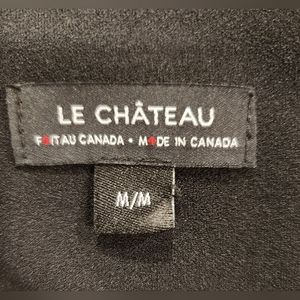 LE CHÂTEAU
FAIT AU CANADA • MADE IN CANADA
M/M